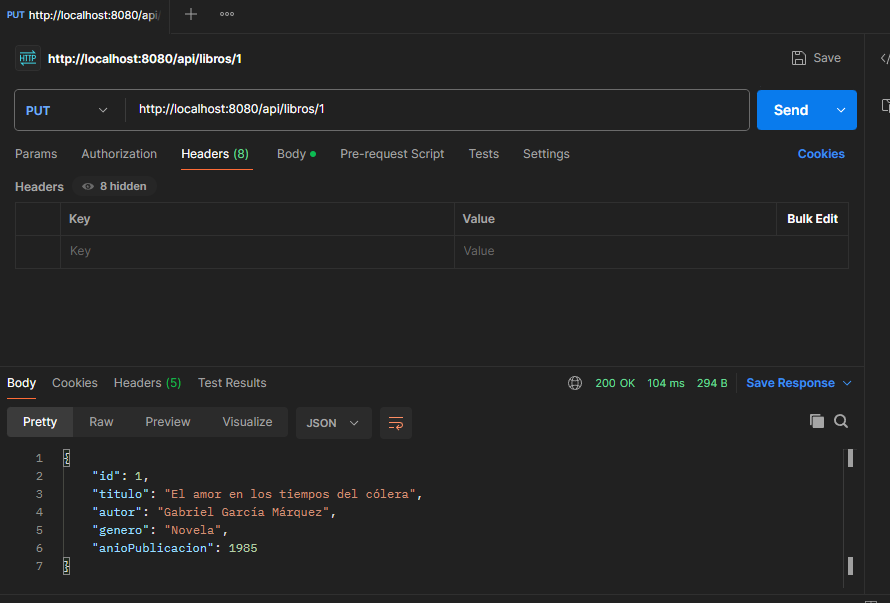 PUT http://localhost:8080/api/
HTTP http://localhost:8080/api/libros/1 Save
PUT http://localhost:8080/api/libros/1 Send
Params Authorization Headers (8) Body Pre-request Script Tests Settings Cookies
Headers 8 hidden
Key Value Bulk Edit
Key Value
Body Cookies Headers (5) Test Results 200 OK 104 ms 294 B Save Response
Pretty Raw Preview Visualize JSON
1 {
2 "id": 1,
3 "titulo": "El amor en los tiempos del cólera",
4 "autor": "Gabriel García Márquez",
5 "genero": "Novela",
6 "anioPublicacion": 1985
7 }